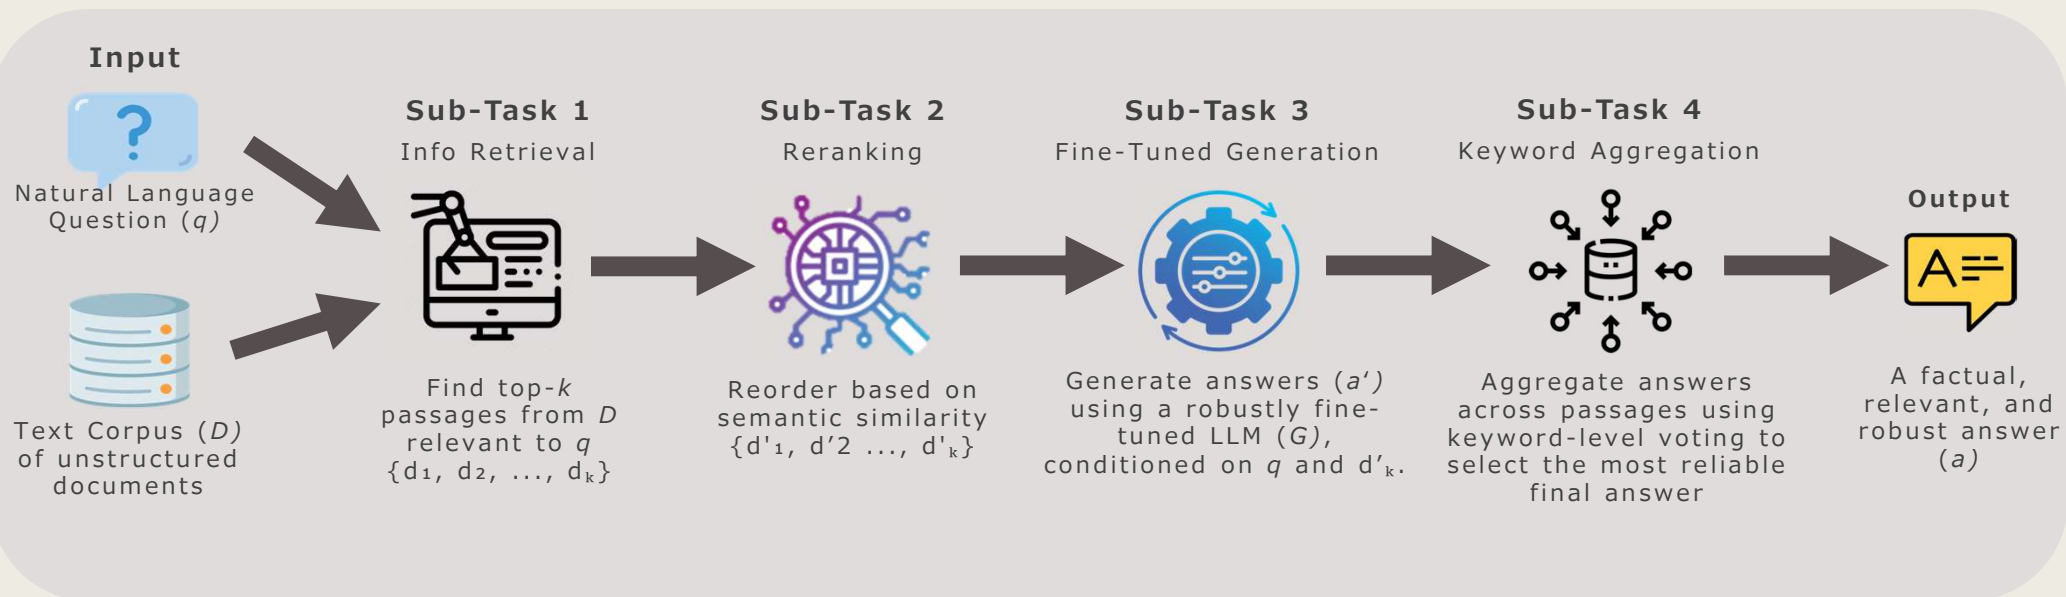 Input
Natural Language
Question (q)
Text Corpus (D)
of unstructured
documents
Sub-Task 1
Info Retrieval
Find top-k
passages from D
relevant to q
{d₁, d₂, ..., dₖ}
Sub-Task 2
Reranking
Reorder based on
semantic similarity
{d'₁, d’2 ..., d'ₖ}
Sub-Task 3
Fine-Tuned Generation
Generate answers (a‘)
using a robustly fine-
tuned LLM (G),
conditioned on q and d’ₖ.
Sub-Task 4
Keyword Aggregation
Aggregate answers
across passages using
keyword-level voting to
select the most reliable
final answer
Output
A factual,
relevant, and
robust answer
(a)